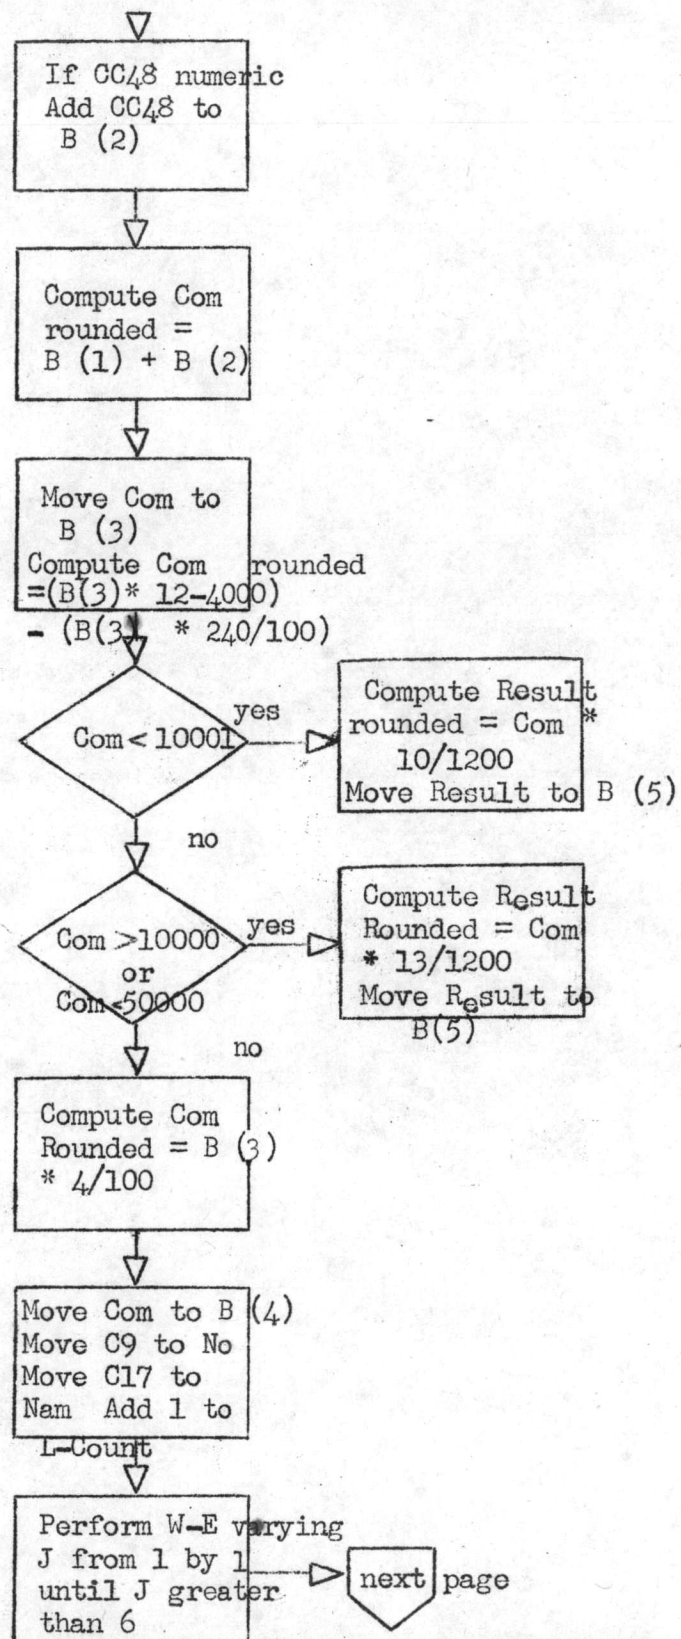 If CC48 numeric
Add CC48 to
B (2)
Compute Com
rounded =
B (1) + B (2)
Move Com to
B (3)
Compute Com rounded
=(B(3)* 12-4000)
- (B(3 * 240/100)
Com < 10001
yes
Compute Result
rounded = Com *
10/1200
Move Result to B (5)
no
Com >10000
or
Com <50000
yes
Compute Result
Rounded = Com
* 13/1200
Move Result to
B(5)
no
Compute Com
Rounded = B (3)
* 4/100
Move Com to B (4)
Move C9 to No
Move C17 to
Nam Add 1 to
L-Count
Perform W-E varying
J from 1 by 1
until J greater
than 6
next page